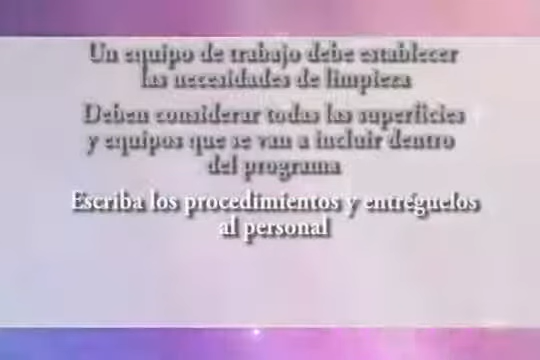 Un equipo de trabajo debe establecer
las necesidades de limpieza
Deben considerar todas las superficies
y equipos que se van a incluir dentro
del programa
Escriba los procedimientos y entréguelos
al personal